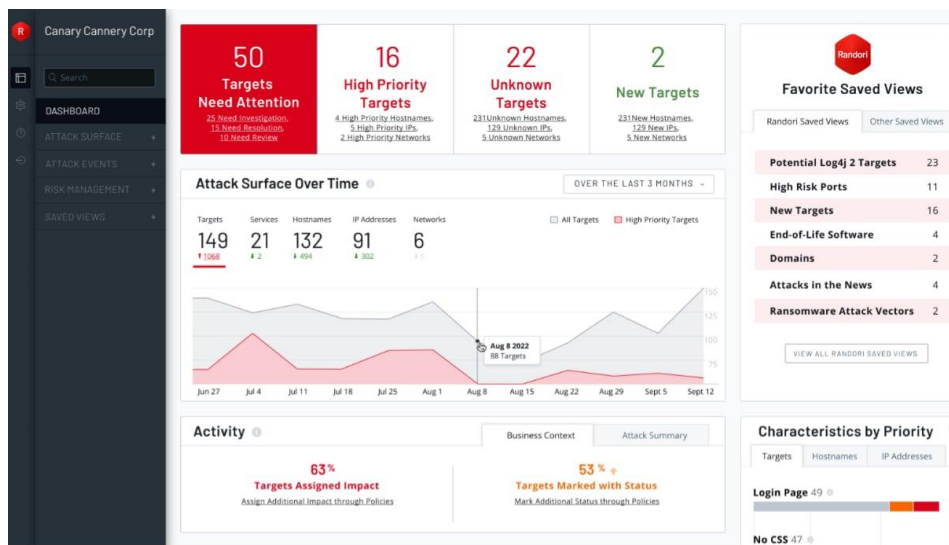 R
Canary Cannery Corp
Search
DASHBOARD
ATTACK SURFACE +
ATTACK EVENTS +
RISK MANAGEMENT +
SAVED VIEWS +
50
Targets
Need Attention
25 Need Investigation,
15 Need Resolution,
10 Need Review
16
High Priority
Targets
4 High Priority Hostnames,
5 High Priority IPs,
2 High Priority Networks
22
Unknown
Targets
231Unknown Hostnames,
129 Unknown IPs,
5 Unknown Networks
2
New Targets
231New Hostnames,
129 New IPs,
5 New Networks
Attack Surface Over Time
OVER THE LAST 3 MONTHS
Targets Services Hostnames IP Addresses Networks
All Targets High Priority Targets
149 21 132 91 6
1068 2 494 302 0
150
125
100
75
Aug 8 2022
88 Targets
Jun 27 Jul 4 Jul 11 Jul 18 Jul 25 Aug 1 Aug 8 Aug 15 Aug 22 Aug 29 Sept 5 Sept 12
Activity
Business Context Attack Summary
63%
Targets Assigned Impact
Assign Additional Impact through Policies
53%
Targets Marked with Status
Mark Additional Status through Policies
Randori
Favorite Saved Views
Randori Saved Views Other Saved Views
Potential Log4j 2 Targets 23
High Risk Ports 11
New Targets 16
End-of-Life Software 4
Domains 2
Attacks in the News 4
Ransomware Attack Vectors 2
VIEW ALL RANDORI SAVED VIEWS
Characteristics by Priority
Targets Hostnames IP Addresses
Login Page 49
No CSS 47